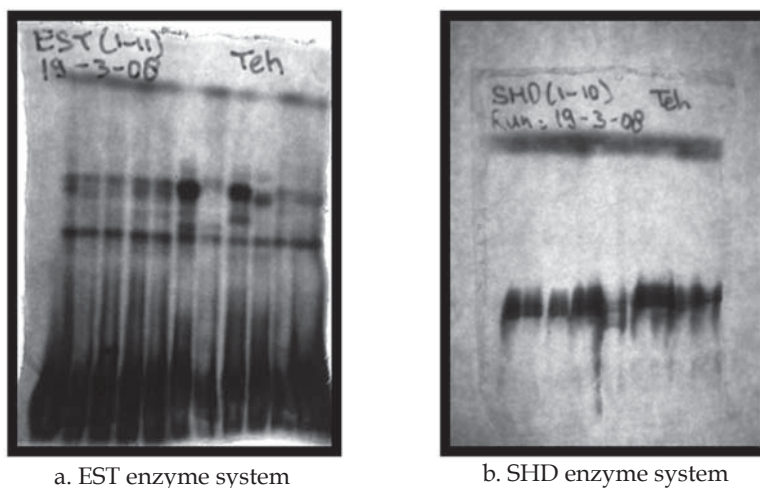 EST (1-11) Teh
19-3-08
SHD (1-10) Teh
Run: 19-3-08
a. EST enzyme system
b. SHD enzyme system